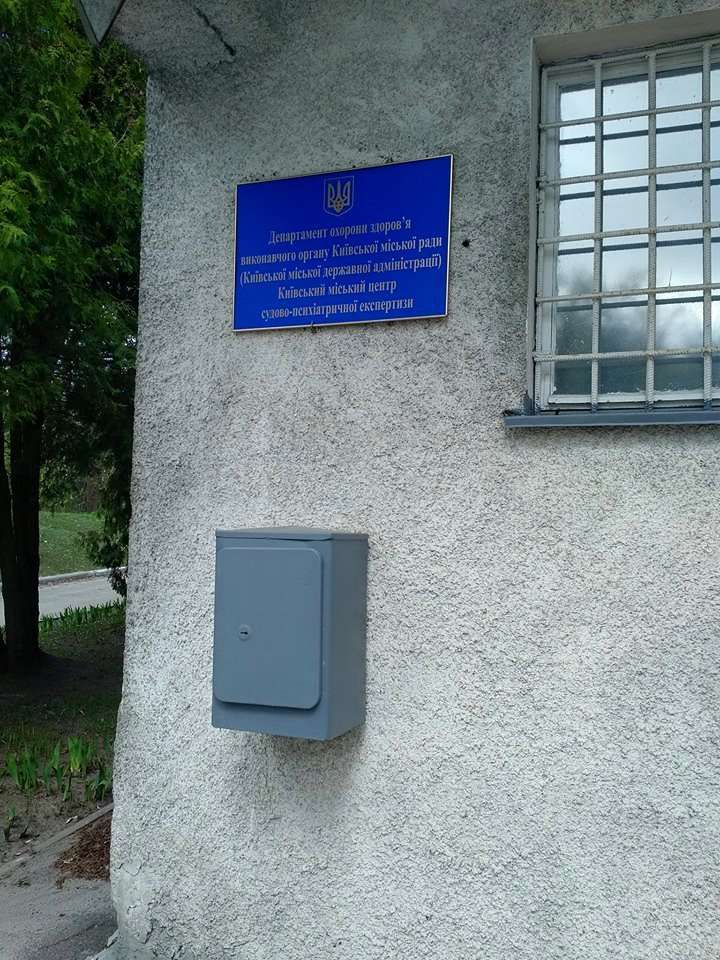 Департамент охорони здоров`я
виконавчого органу Київської міської ради
(Київської міської державної адміністрації)
Київський міський центр
судово-психіатричної експертизи